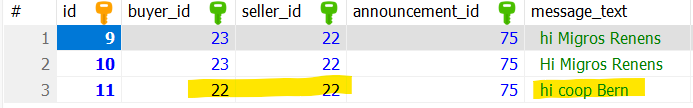 # id buyer_id seller_id announcement_id message_text
1 9 23 22 75 hi Migros Renens
2 10 23 22 75 Hi Migros Renens
3 11 22 22 75 hi coop Bern